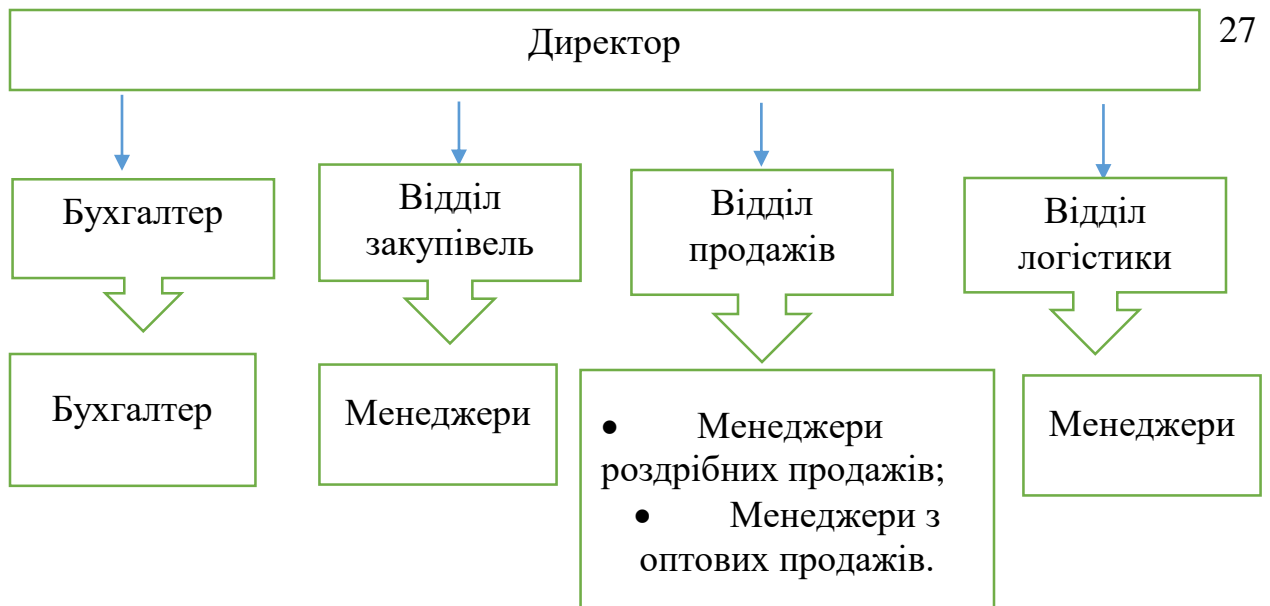 27
Директор
Бухгалтер
Відділ
закупівель
Відділ
продажів
Відділ
логістики
Бухгалтер
Менеджери
• Менеджери
роздрібних продажів;
• Менеджери з
оптових продажів.
Менеджери